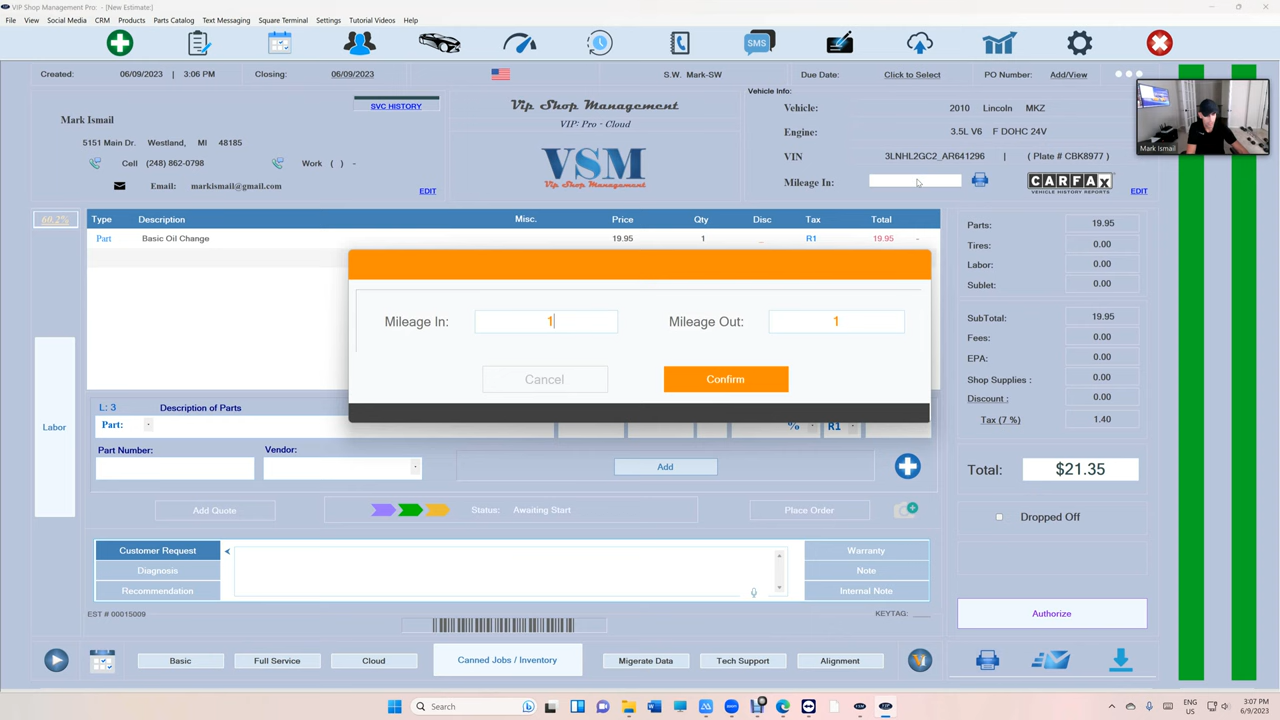 VIP Shop Management Pro: - [New Estimate:]
File View Social Media CRM Products Parts Catalog Text Messaging Square Terminal Settings Tutorial Videos Help
SMS
Created: 06/09/2023 | 3:06 PM Closing: 06/09/2023 S.W. Mark-SW Due Date: Click to Select PO Number: Add/View
SVC HISTORY
Mark Ismail
5151 Main Dr. Westland, MI 48185
Cell (248) 862-0798 Work ( ) -
Email: markismail@gmail.com
EDIT
Vip Shop Management
VIP: Pro - Cloud
VSM
Vip Shop Management
Vehicle Info:
Vehicle: 2010 Lincoln MKZ
Engine: 3.5L V6 F DOHC 24V
VIN 3LNHL2GC2_AR641296 | ( Plate # CBK8977 )
Mileage In:
CARFAX
VEHICLE HISTORY REPORTS
EDIT
Mark Ismail
60.2%
Type Description Misc. Price Qty Disc Tax Total
Part Basic Oil Change 19.95 1 _ R1 19.95 -
Mileage In: 1 Mileage Out: 1
Cancel Confirm
Labor
L: 3 Description of Parts
Part: % R1
Part Number: Vendor:
Add
Add Quote Status: Awaiting Start Place Order
Customer Request
Diagnosis
Recommendation
Warranty
Note
Internal Note
EST # 00015009 KEYTAG: ____
Parts: 19.95
Tires: 0.00
Labor: 0.00
Sublet: 0.00
SubTotal: 19.95
Fees: 0.00
EPA: 0.00
Shop Supplies: 0.00
Discount : 0.00
Tax (7 %) 1.40
Total: $21.35
Dropped Off
Authorize
Basic Full Service Cloud Canned Jobs / Inventory Migerate Data Tech Support Alignment
Search
ENG
US
3:07 PM
6/9/2023